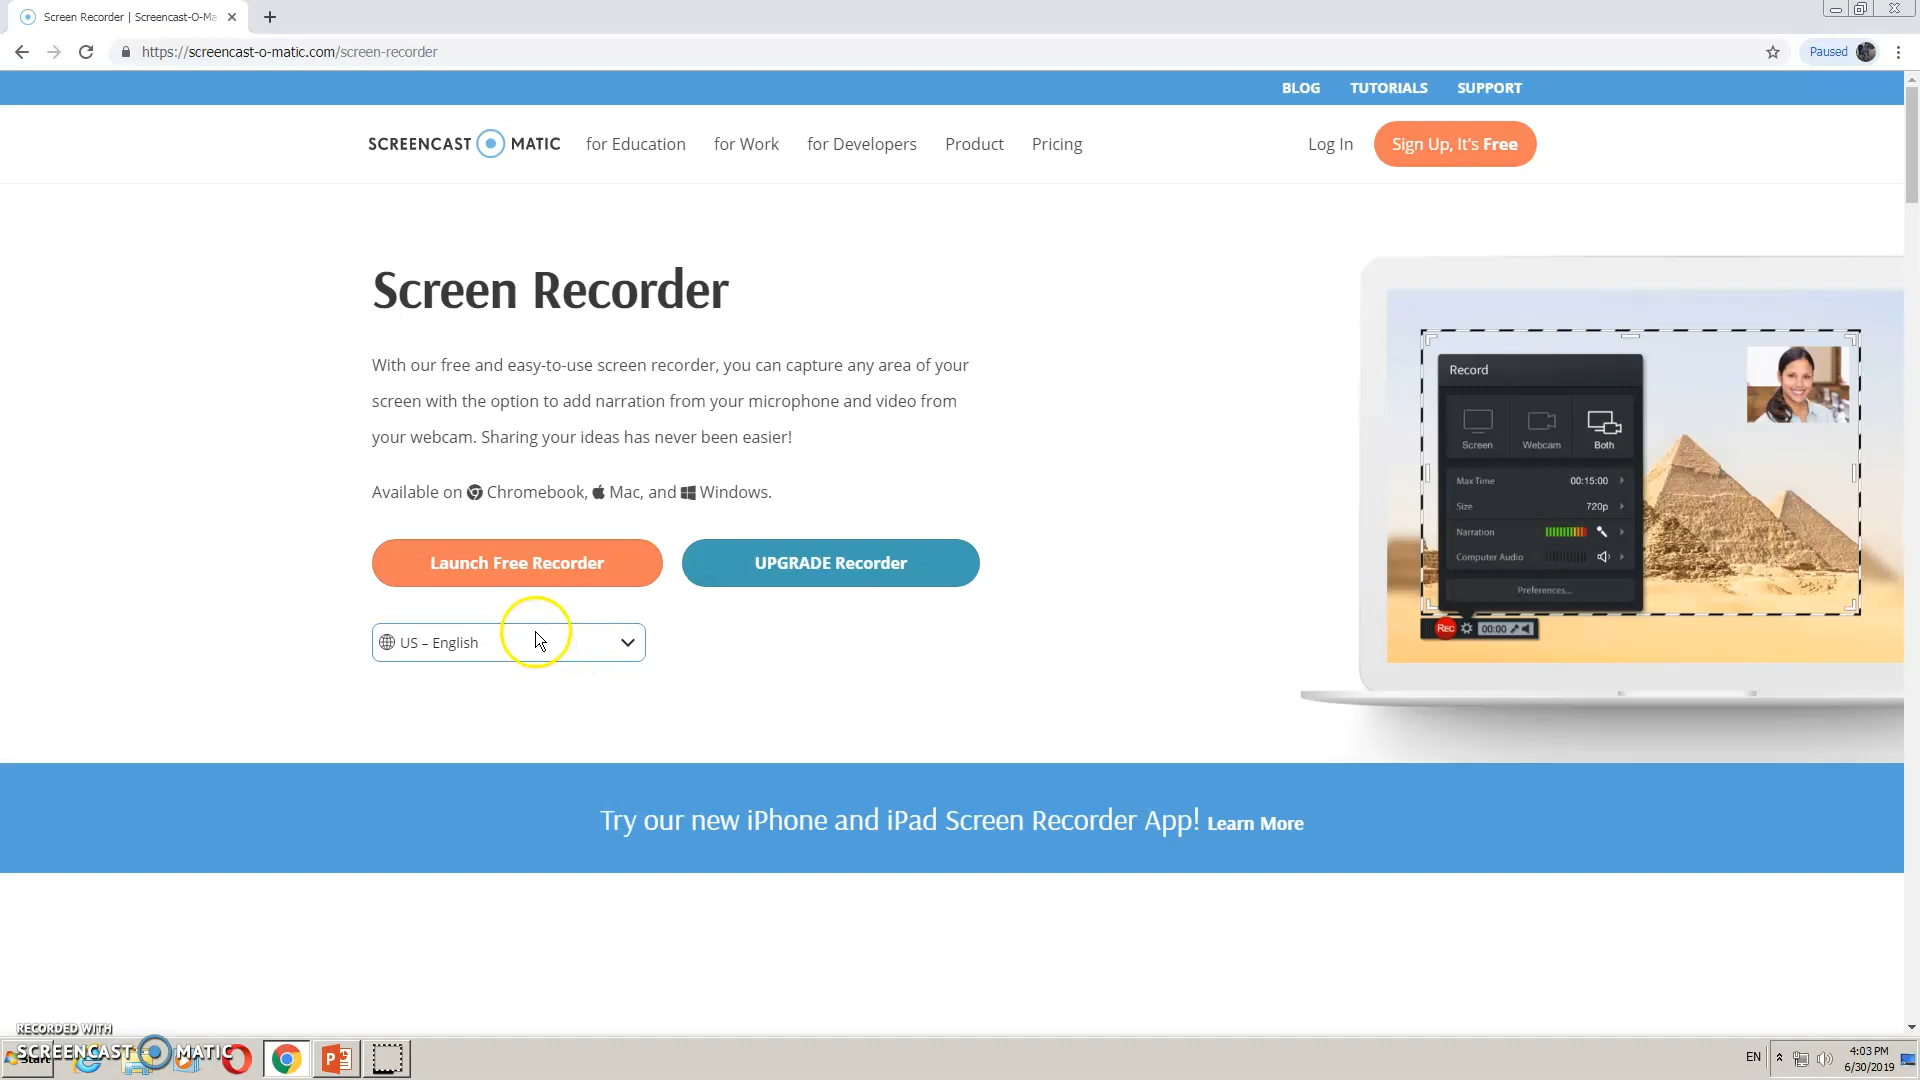 Screen Recorder | Screencast-O-Ma
https://screencast-o-matic.com/screen-recorder
Paused
BLOG TUTORIALS SUPPORT
SCREENCAST MATIC for Education for Work for Developers Product Pricing Log In Sign Up, It's Free
Screen Recorder
With our free and easy-to-use screen recorder, you can capture any area of your
screen with the option to add narration from your microphone and video from
your webcam. Sharing your ideas has never been easier!
Available on Chromebook, Mac, and Windows.
Launch Free Recorder UPGRADE Recorder
US – English
Record
Screen Webcam Both
Max Time 00:15:00
Size 720p
Narration
Computer Audio
Preferences...
REC 00:00
Try our new iPhone and iPad Screen Recorder App! Learn More
RECORDED WITH
SCREENCAST MATIC
Start
EN
4:03 PM
6/30/2019